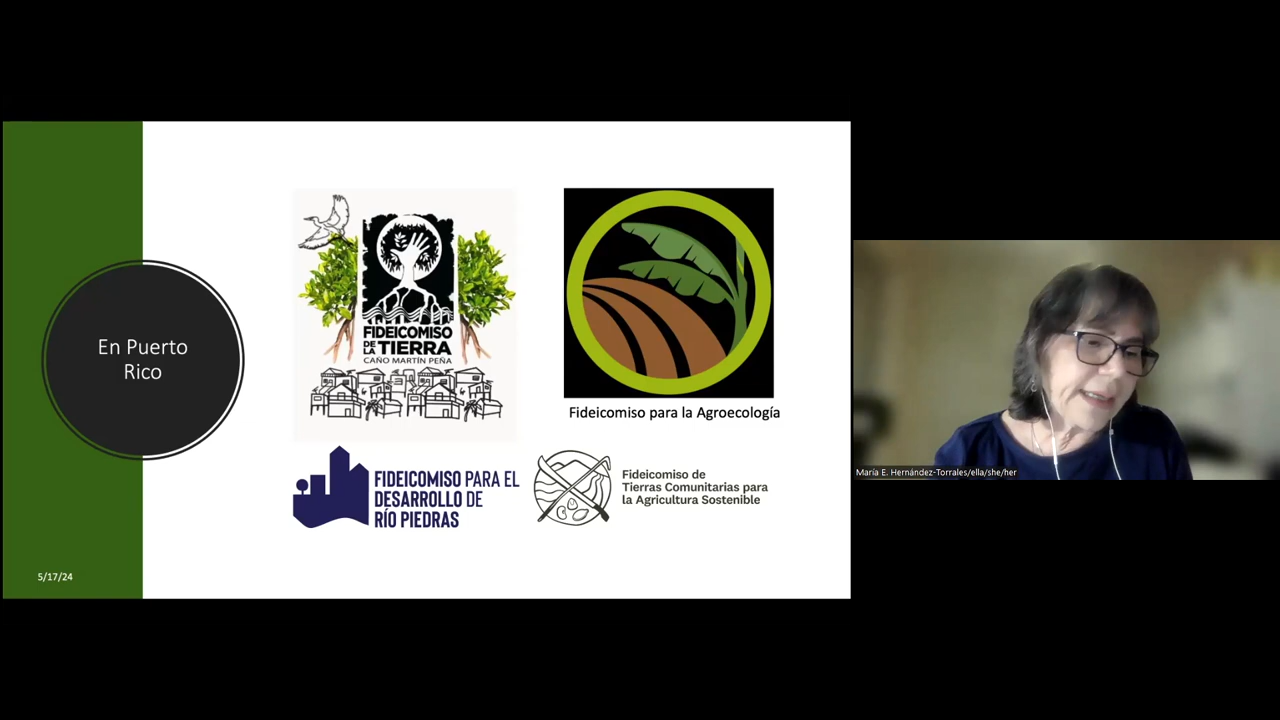 En Puerto
Rico
FIDEICOMISO
DE LA TIERRA
CAÑO MARTÍN PEÑA
Fideicomiso para la Agroecología
FIDEICOMISO PARA EL
DESARROLLO DE
RÍO PIEDRAS
Fideicomiso de
Tierras Comunitarias para
la Agricultura Sostenible
5/17/24
María E. Hernández-Torrales/ella/she/her